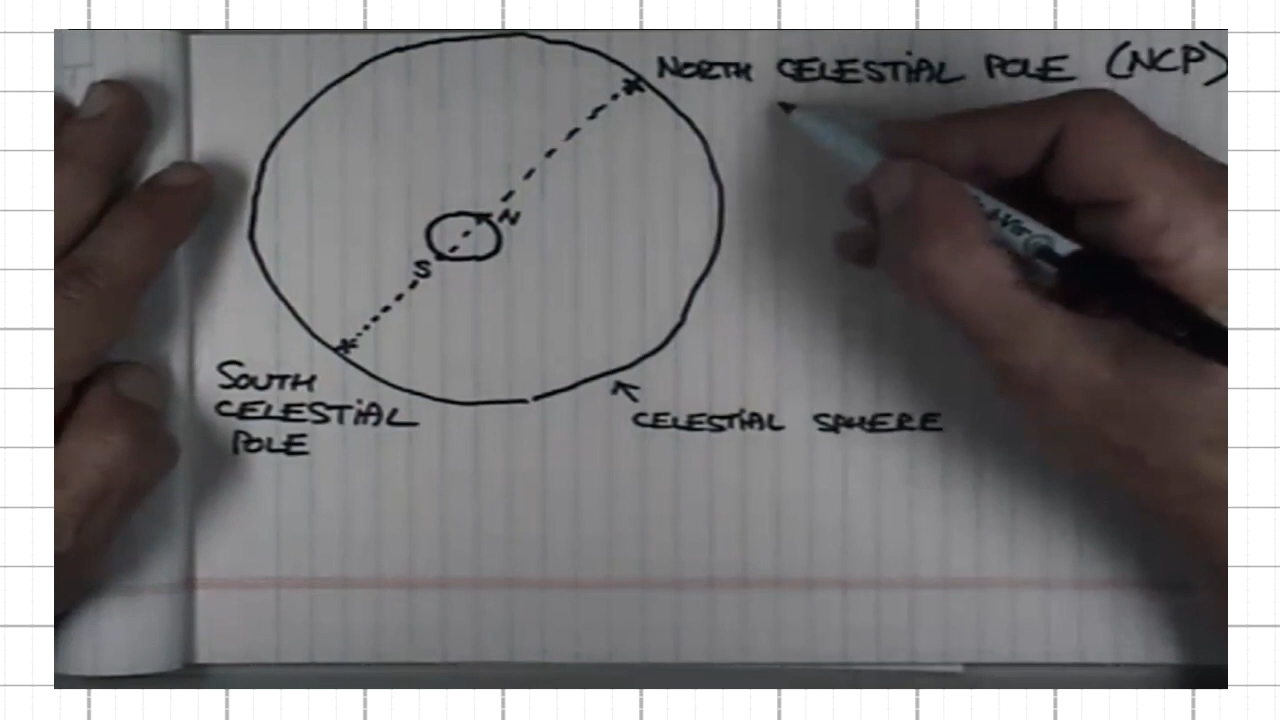 NORTH CELESTIAL POLE (NCP)
N
S
SOUTH
CELESTIAL
POLE
CELESTIAL SPHERE